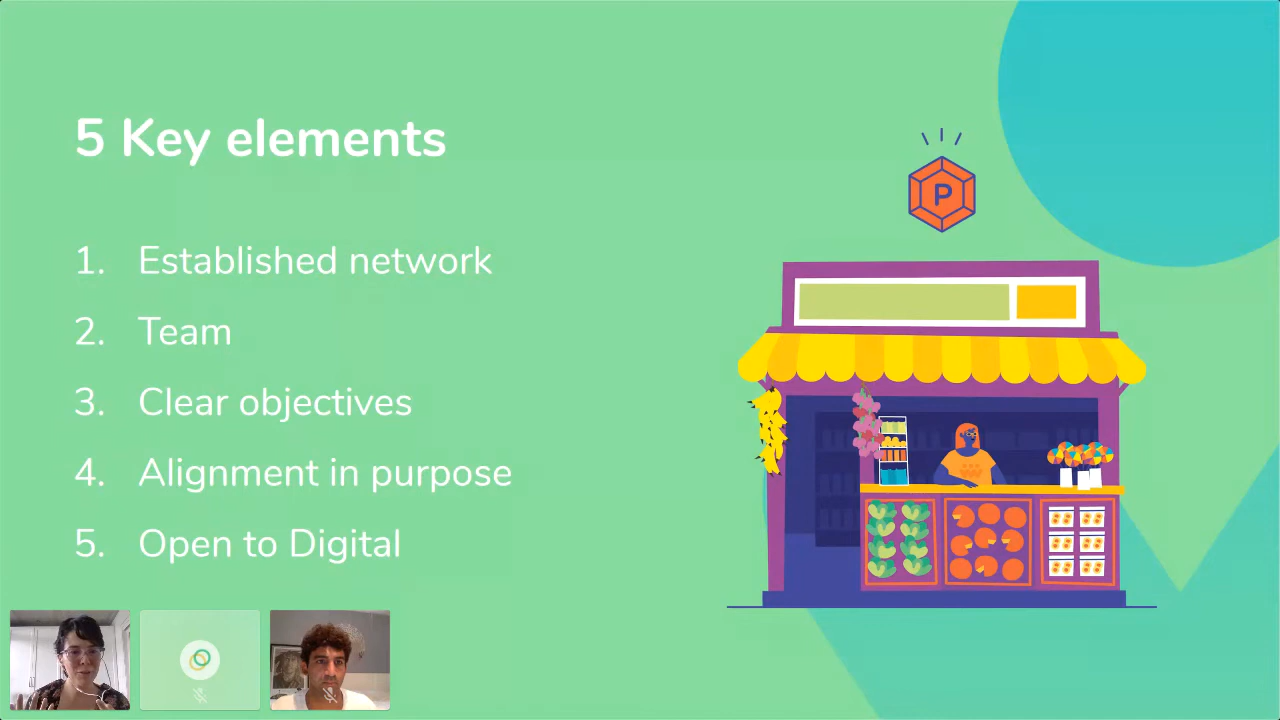 5 Key elements
P
1. Established network
2. Team
3. Clear objectives
4. Alignment in purpose
5. Open to Digital